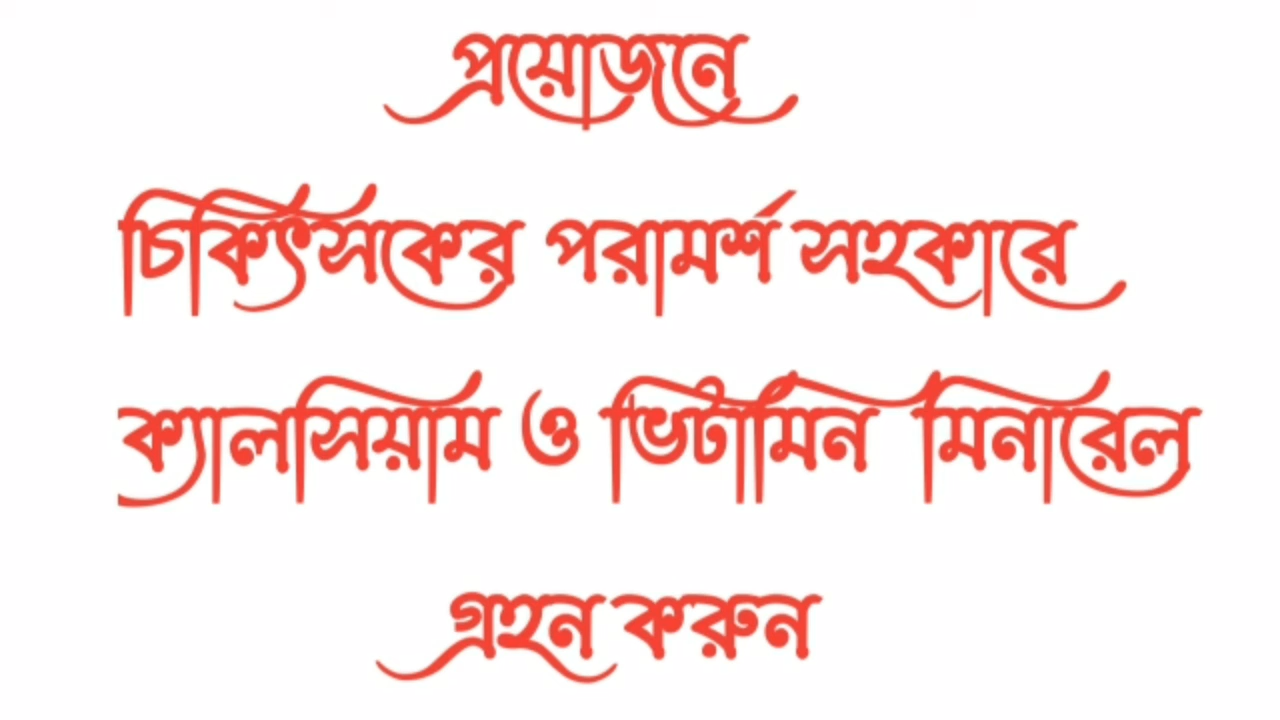 প্রয়োজনে
চিকিৎসকের পরামর্শ সহকারে
ক্যালসিয়াম ও ভিটামিন মিনারেল
গ্রহন করুন